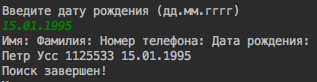 Введите дату рождения (дд.мм.гггг)
15.01.1995
Имя: Фамилия: Номер телефона: Дата рождения:
Петр Усс 1125533 15.01.1995
Поиск завершен!